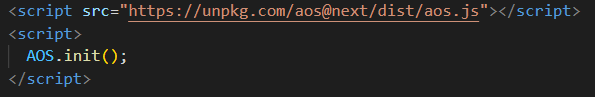 <script src="https://unpkg.com/aos@next/dist/aos.js"></script>
<script>
AOS.init();
</script>